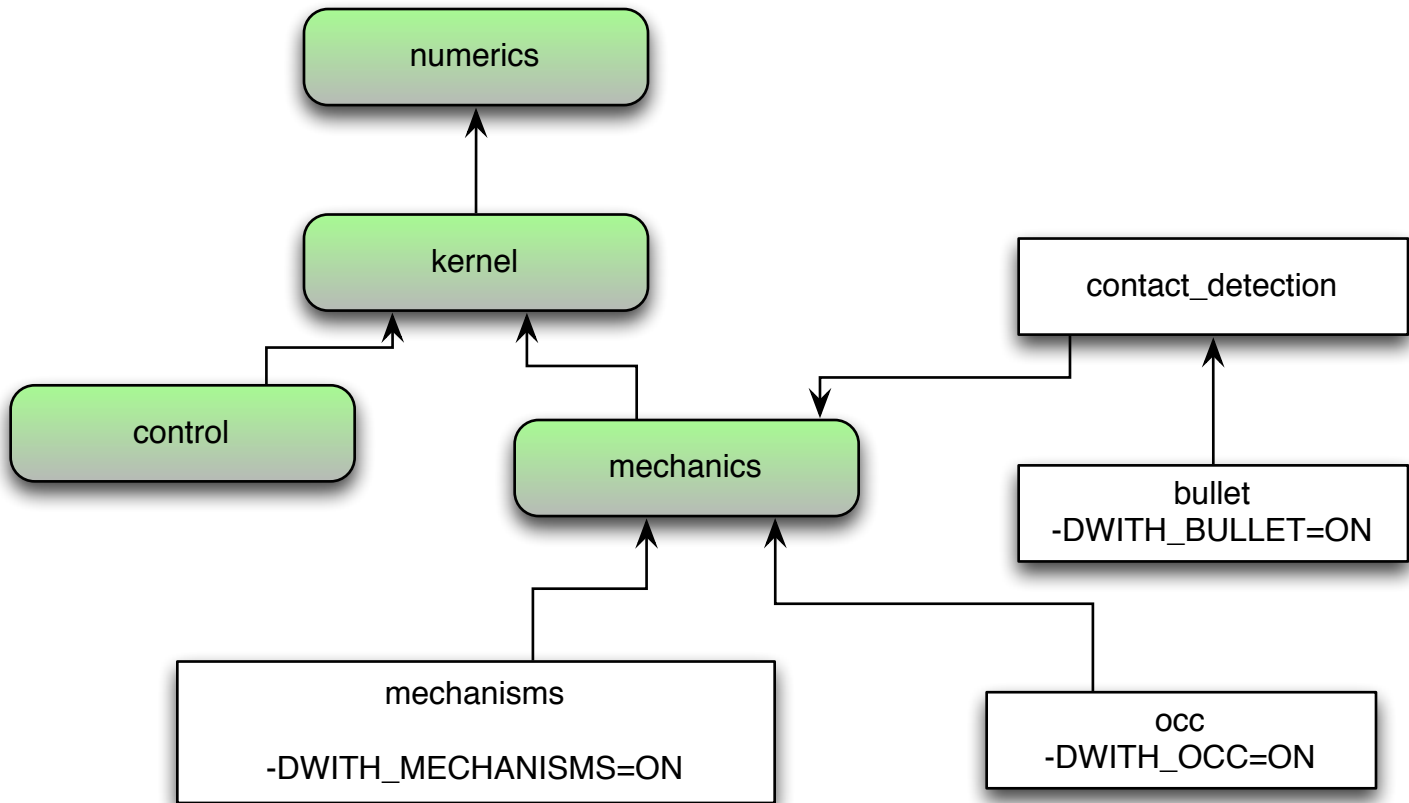 numerics
kernel
contact_detection
control
mechanics
bullet
-DWITH_BULLET=ON
mechanisms
-DWITH_MECHANISMS=ON
occ
-DWITH_OCC=ON